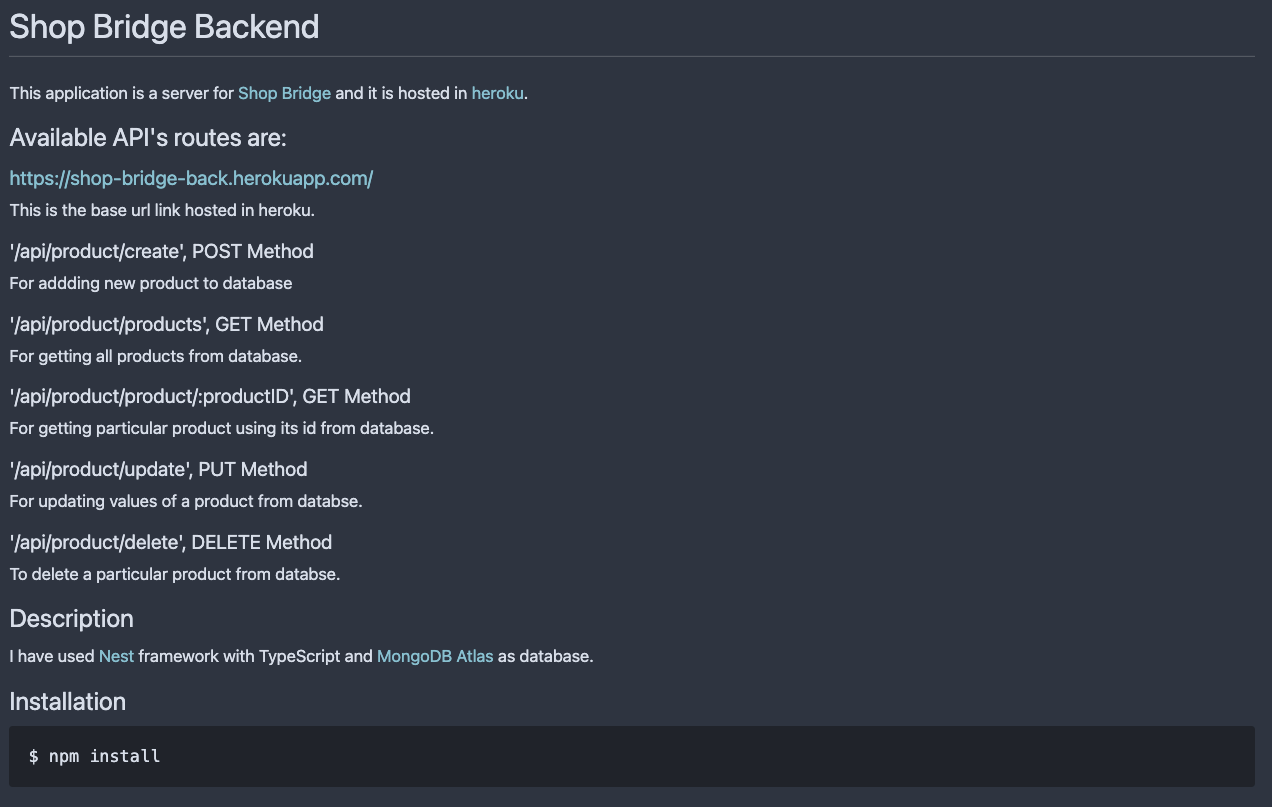 Shop Bridge Backend
This application is a server for Shop Bridge and it is hosted in heroku.
Available API's routes are:
https://shop-bridge-back.herokuapp.com/
This is the base url link hosted in heroku.
'/api/product/create', POST Method
For addding new product to database
'/api/product/products', GET Method
For getting all products from database.
'/api/product/product/:productID', GET Method
For getting particular product using its id from database.
'/api/product/update', PUT Method
For updating values of a product from databse.
'/api/product/delete', DELETE Method
To delete a particular product from databse.
Description
I have used Nest framework with TypeScript and MongoDB Atlas as database.
Installation
$ npm install